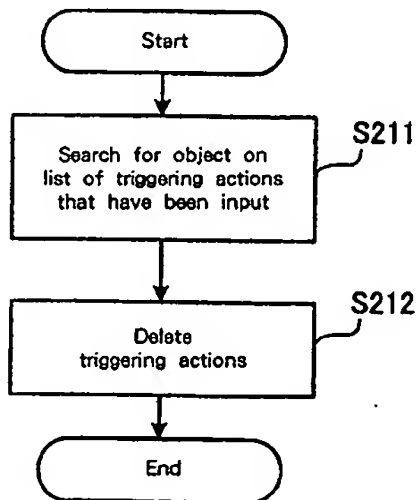 Start
Search for object on
list of triggering actions
that have been input
S211
Delete
triggering actions
S212
End